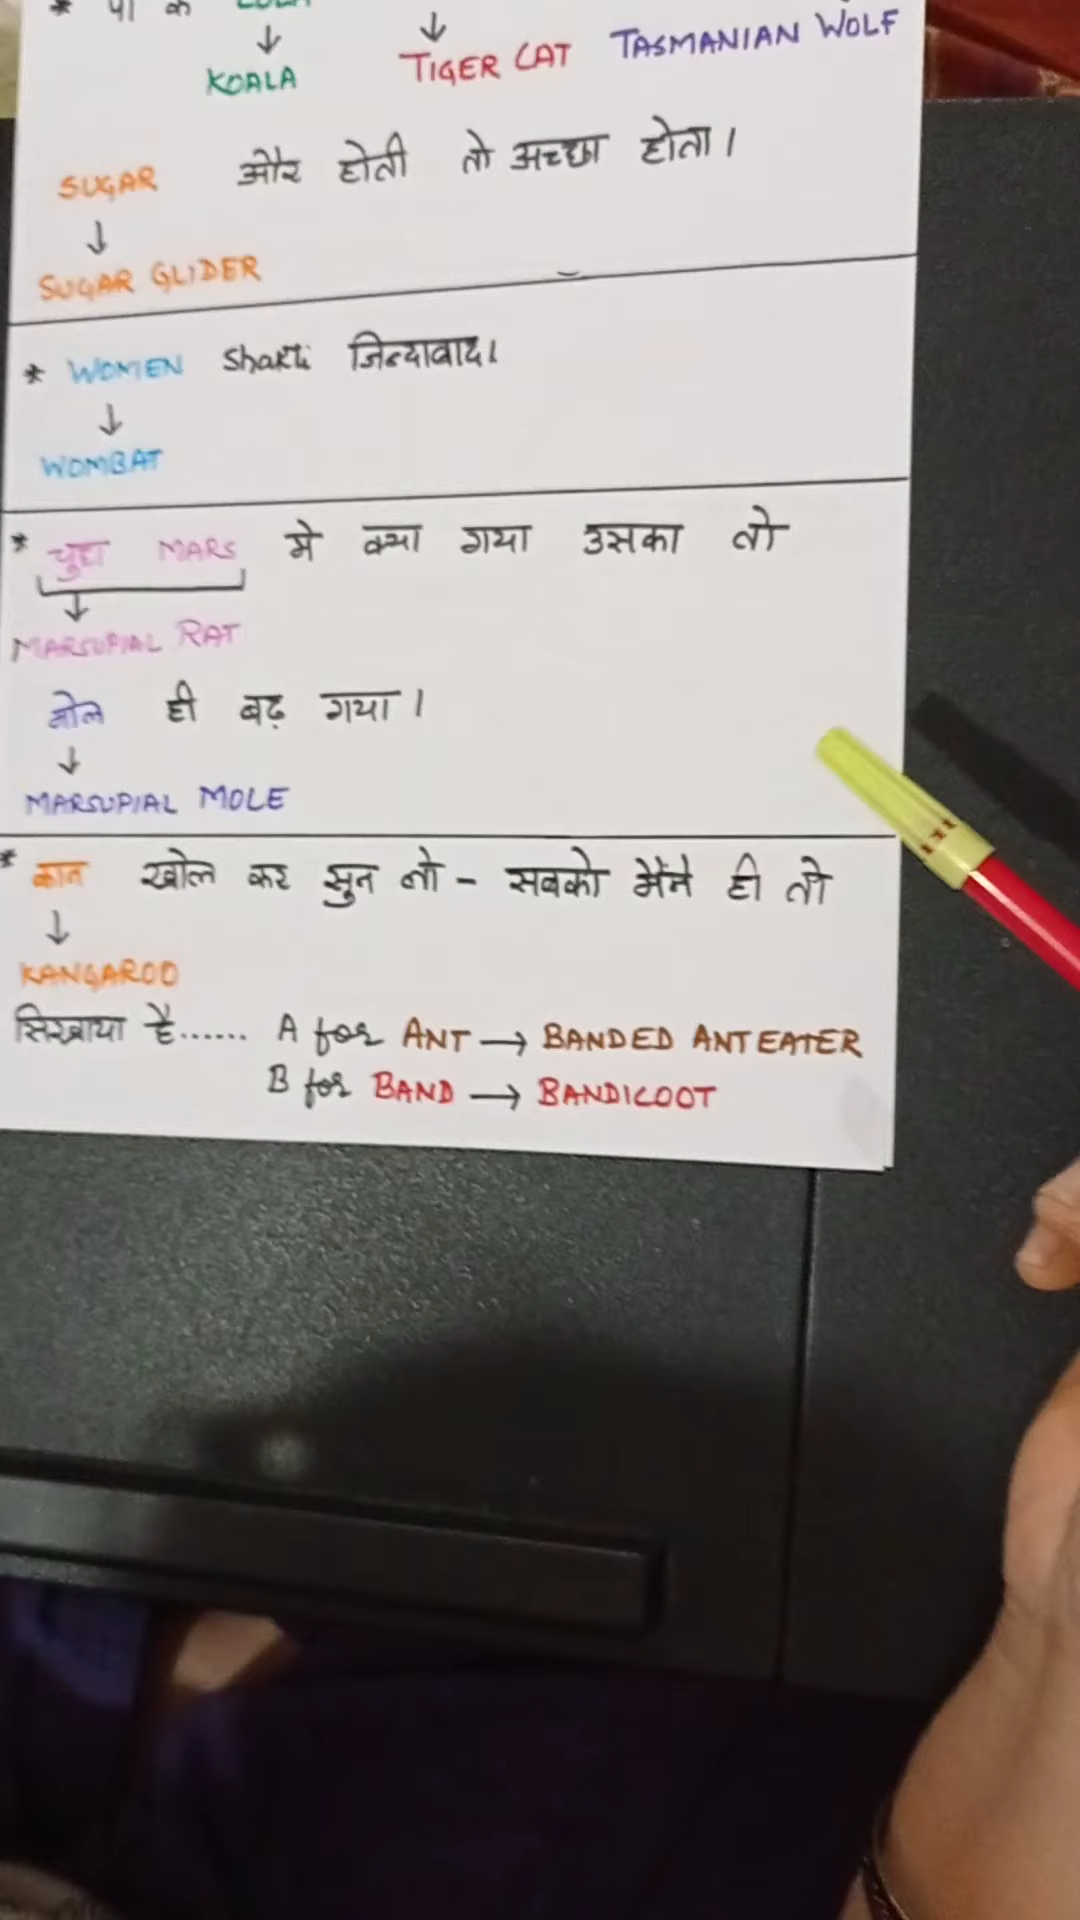 * पी के
KOALA TIGER CAT TASMANIAN WOLF
SUGAR और होती तो अच्छा होता।
SUGAR GLIDER
* WOMEN Shakti जिन्दाबाद।
WOMBAT
* चुहा MARS मे क्या गया उसका तो
MARSUPIAL RAT
मोल ही बढ़ गया।
MARSUPIAL MOLE
* कान खोल कर सुन लो - सबको मैंने ही तो
KANGAROO
सिखाया है...... A for ANT → BANDED ANTEATER
B for BAND → BANDICOOT